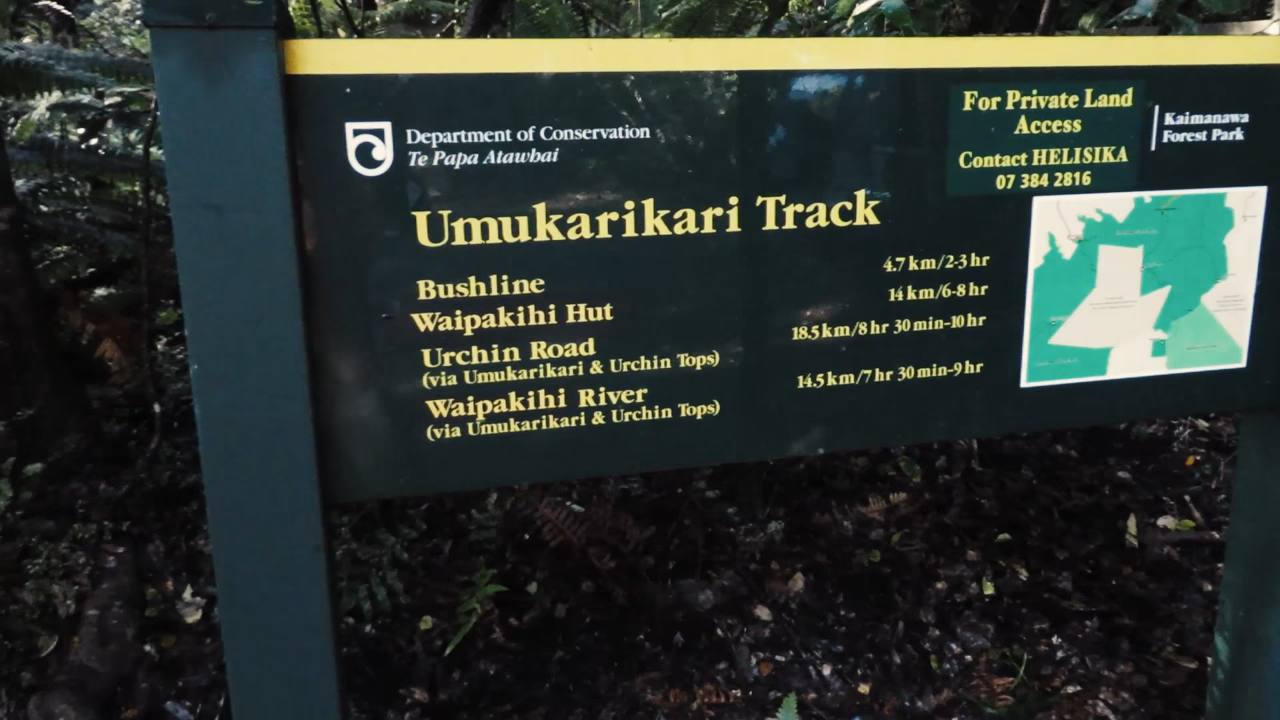 Department of Conservation
Te Papa Atawhai
For Private Land
Access
Contact HELISIKA
07 384 2816
Kaimanawa
Forest Park
Umukarikari Track
Bushline 4.7 km/2-3 hr
Waipakihi Hut 14 km/6-8 hr
Urchin Road 18.5 km/8 hr 30 min-10 hr
(via Umukarikari & Urchin Tops)
Waipakihi River 14.5 km/7 hr 30 min-9 hr
(via Umukarikari & Urchin Tops)